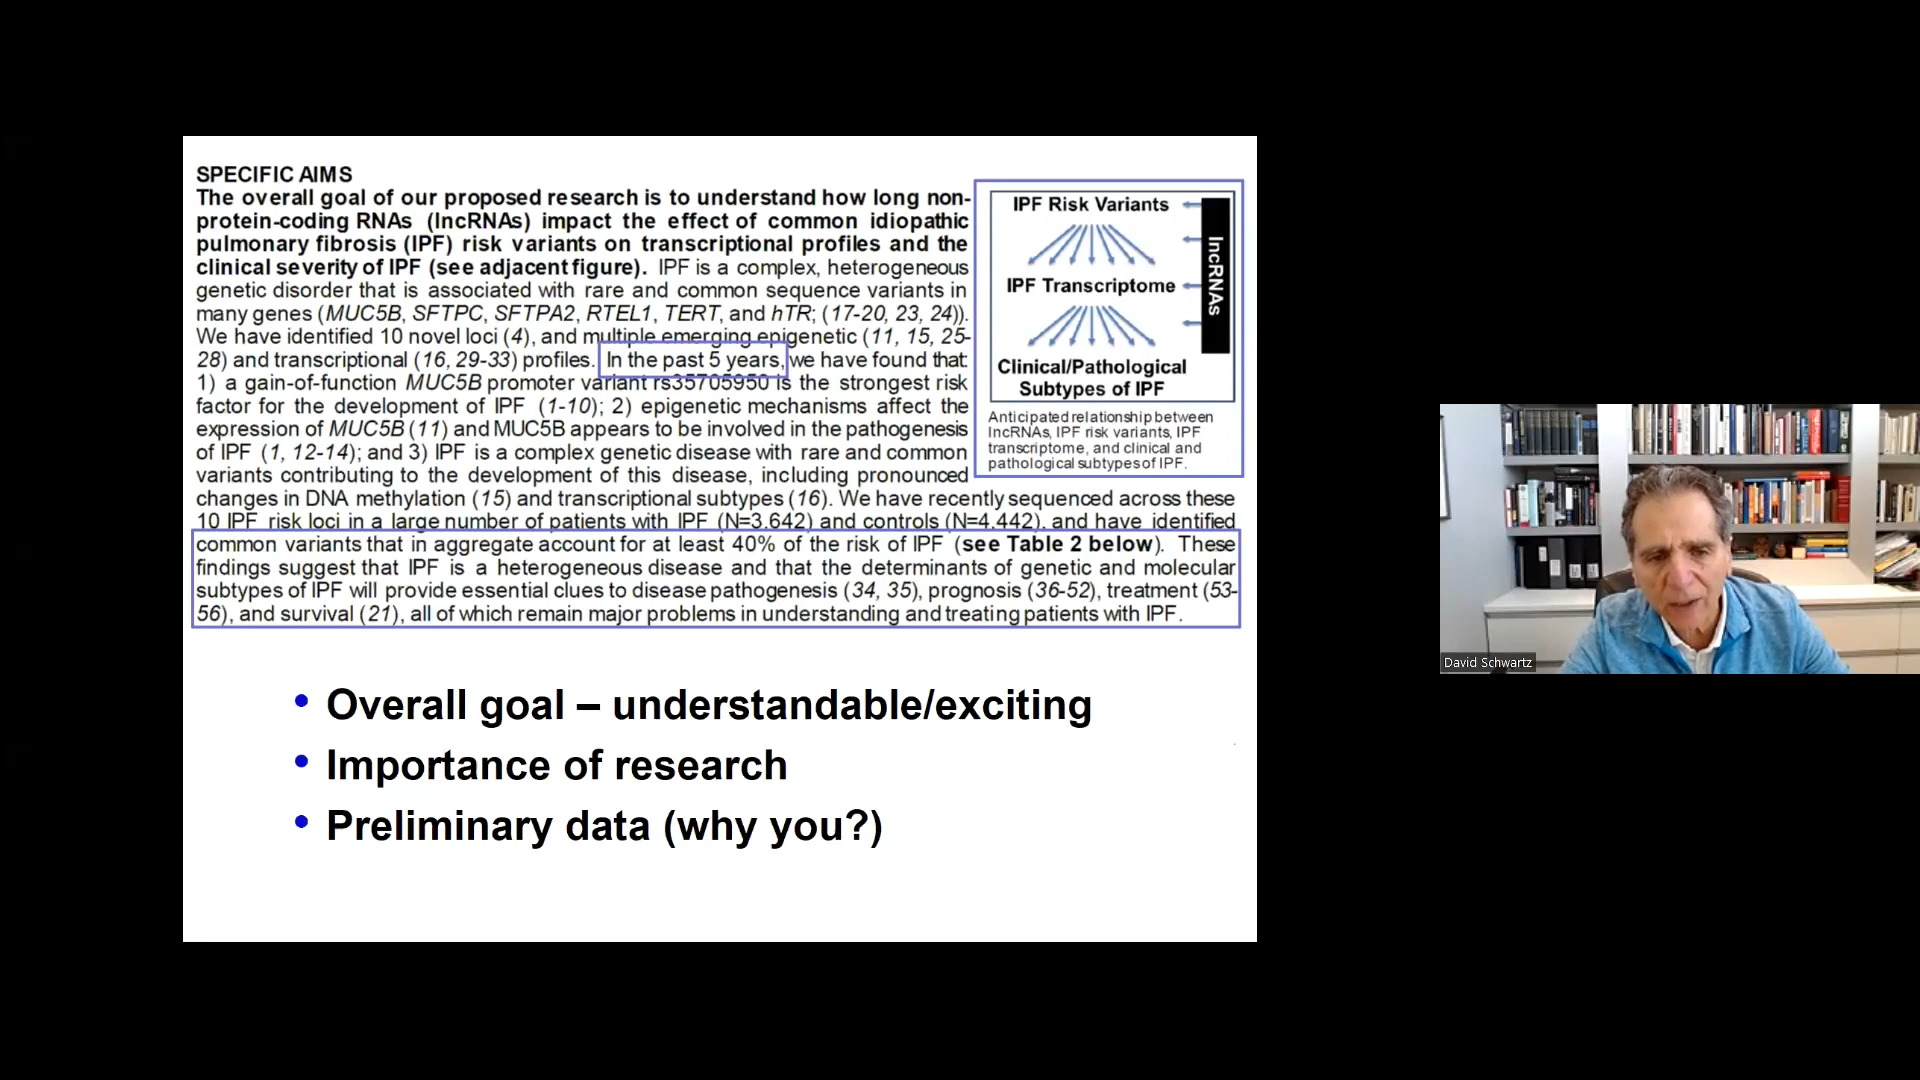 SPECIFIC AIMS
The overall goal of our proposed research is to understand how long non-
protein-coding RNAs (lncRNAs) impact the effect of common idiopathic
pulmonary fibrosis (IPF) risk variants on transcriptional profiles and the
clinical severity of IPF (see adjacent figure). IPF is a complex, heterogeneous
genetic disorder that is associated with rare and common sequence variants in
many genes (MUC5B, SFTPC, SFTPA2, RTEL1, TERT, and hTR; (17-20, 23, 24)).
We have identified 10 novel loci (4), and multiple emerging epigenetic (11, 15, 25-
28) and transcriptional (16, 29-33) profiles. In the past 5 years, we have found that:
1) a gain-of-function MUC5B promoter variant rs35705950 is the strongest risk
factor for the development of IPF (1-10); 2) epigenetic mechanisms affect the
expression of MUC5B (11) and MUC5B appears to be involved in the pathogenesis
of IPF (1, 12-14); and 3) IPF is a complex genetic disease with rare and common
variants contributing to the development of this disease, including pronounced
changes in DNA methylation (15) and transcriptional subtypes (16). We have recently sequenced across these
10 IPF risk loci in a large number of patients with IPF (N=3,642) and controls (N=4,442), and have identified
common variants that in aggregate account for at least 40% of the risk of IPF (see Table 2 below). These
findings suggest that IPF is a heterogeneous disease and that the determinants of genetic and molecular
subtypes of IPF will provide essential clues to disease pathogenesis (34, 35), prognosis (36-52), treatment (53-
56), and survival (21), all of which remain major problems in understanding and treating patients with IPF.
IPF Risk Variants
IPF Transcriptome
Clinical/Pathological
Subtypes of IPF
lncRNAs
Anticipated relationship between
lncRNAs, IPF risk variants, IPF
transcriptome, and clinical and
pathological subtypes of IPF.
• Overall goal – understandable/exciting
• Importance of research
• Preliminary data (why you?)
David Schwartz